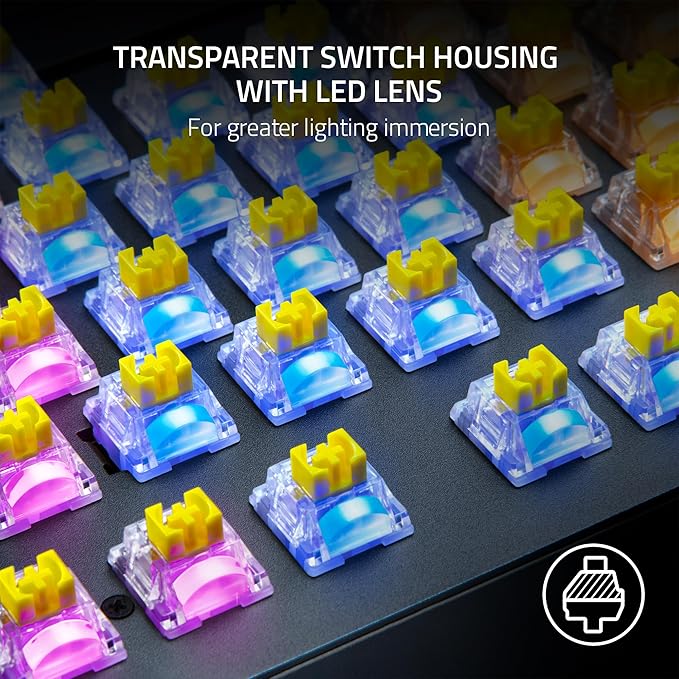 TRANSPARENT SWITCH HOUSING
WITH LED LENS
For greater lighting immersion